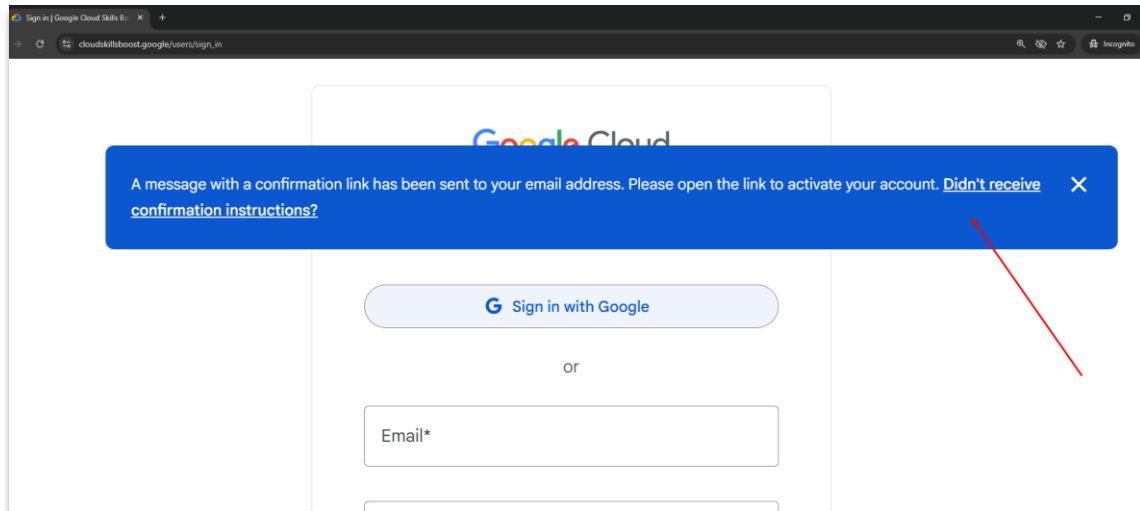 Sign in | Google Cloud Skills Bo
cloudskillsboost.google/users/sign_in
Incognito
Google Cloud
A message with a confirmation link has been sent to your email address. Please open the link to activate your account. Didn't receive
confirmation instructions?
G Sign in with Google
or
Email*